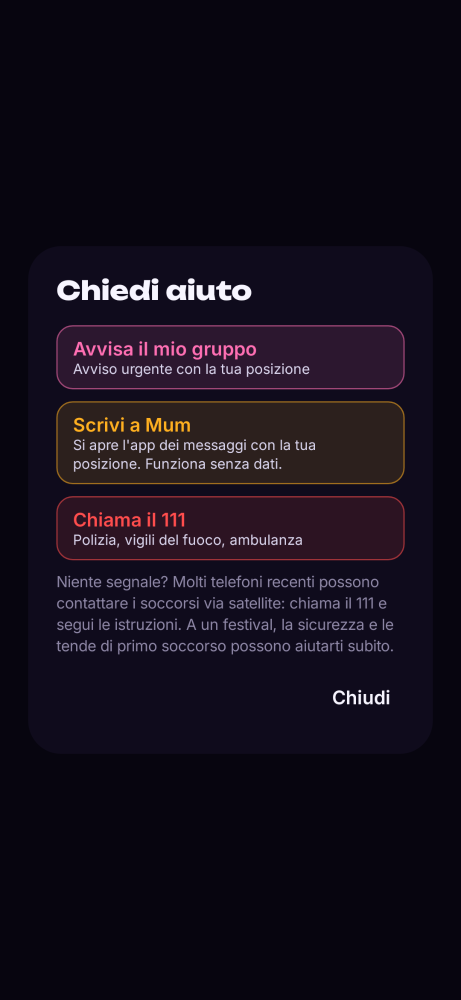 Chiedi aiuto
Avvisa il mio gruppo
Avviso urgente con la tua posizione
Scrivi a Mum
Si apre l'app dei messaggi con la tua
posizione. Funziona senza dati.
Chiama il 111
Polizia, vigili del fuoco, ambulanza
Niente segnale? Molti telefoni recenti possono
contattare i soccorsi via satellite: chiama il 111 e
segui le istruzioni. A un festival, la sicurezza e le
tende di primo soccorso possono aiutarti subito.
Chiudi